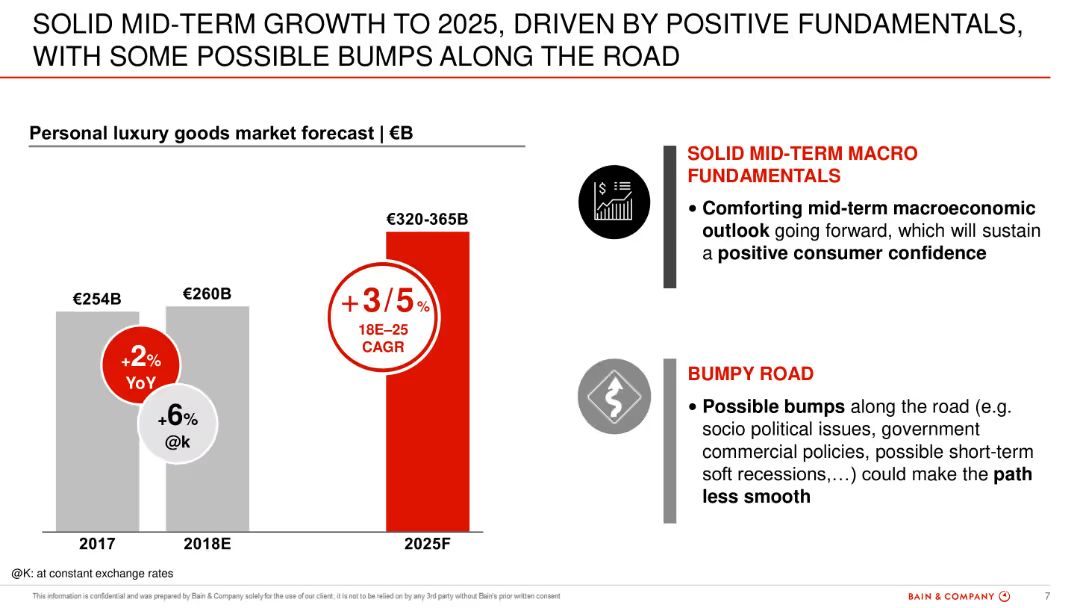 SOLID MID-TERM GROWTH TO 2025, DRIVEN BY POSITIVE FUNDAMENTALS,
WITH SOME POSSIBLE BUMPS ALONG THE ROAD
Personal luxury goods market forecast | €B
€254B
€260B
€320-365B
+2%
YoY
+6%
@k
+3/5%
18E–25
CAGR
2017
2018E
2025F
@K: at constant exchange rates
$
SOLID MID-TERM MACRO
FUNDAMENTALS
• Comforting mid-term macroeconomic
outlook going forward, which will sustain
a positive consumer confidence
BUMPY ROAD
• Possible bumps along the road (e.g.
socio political issues, government
commercial policies, possible short-term
soft recessions,…) could make the path
less smooth
This information is confidential and was prepared by Bain & Company solely for the use of our client; it is not to be relied on by any 3rd party without Bain's prior written consent
BAIN & COMPANY
7